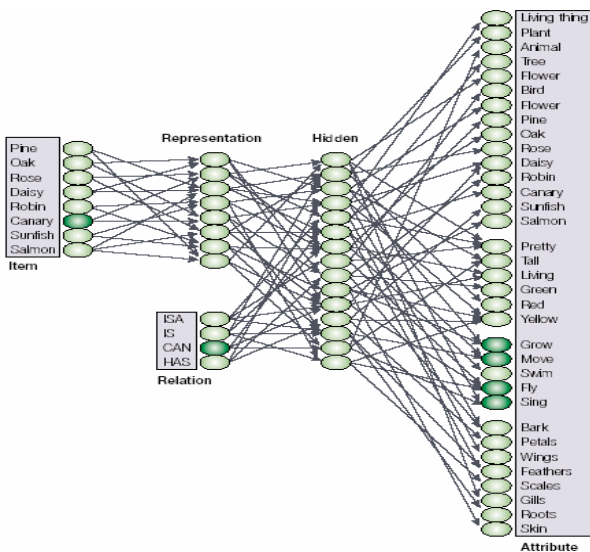 Pine
Oak
Rose
Daisy
Robin
Canary
Sunfish
Salmon
Item
Representation
Hidden
ISA
IS
CAN
HAS
Relation
Living thing
Plant
Animal
Tree
Flower
Bird
Flower
Pine
Oak
Rose
Daisy
Robin
Canary
Sunfish
Salmon
Pretty
Tall
Living
Green
Red
Yellow
Grow
Move
Swim
Fly
Sing
Bark
Petals
Wings
Feathers
Scales
Gills
Roots
Skin
Attribute